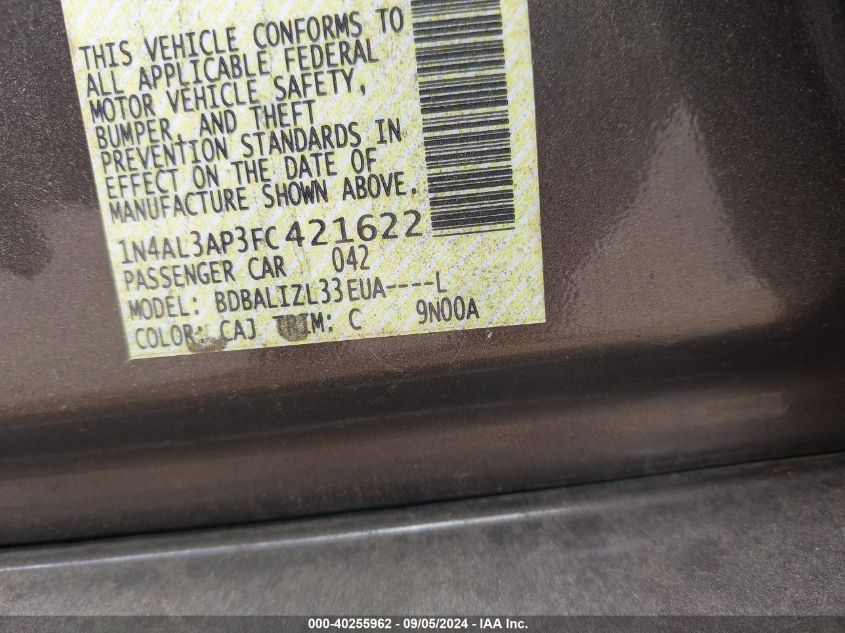 THIS VEHICLE CONFORMS TO
ALL APPLICABLE FEDERAL
MOTOR VEHICLE SAFETY,
BUMPER, AND THEFT
PREVENTION STANDARDS IN
EFFECT ON THE DATE OF
MANUFACTURE SHOWN ABOVE.
1N4AL3AP3FC421622
PASSENGER CAR 042
MODEL: BDBALIZL33EUA----L
COLOR: CAJ TRIM: C 9N00A
000-40255962 - 09/05/2024 - IAA Inc.